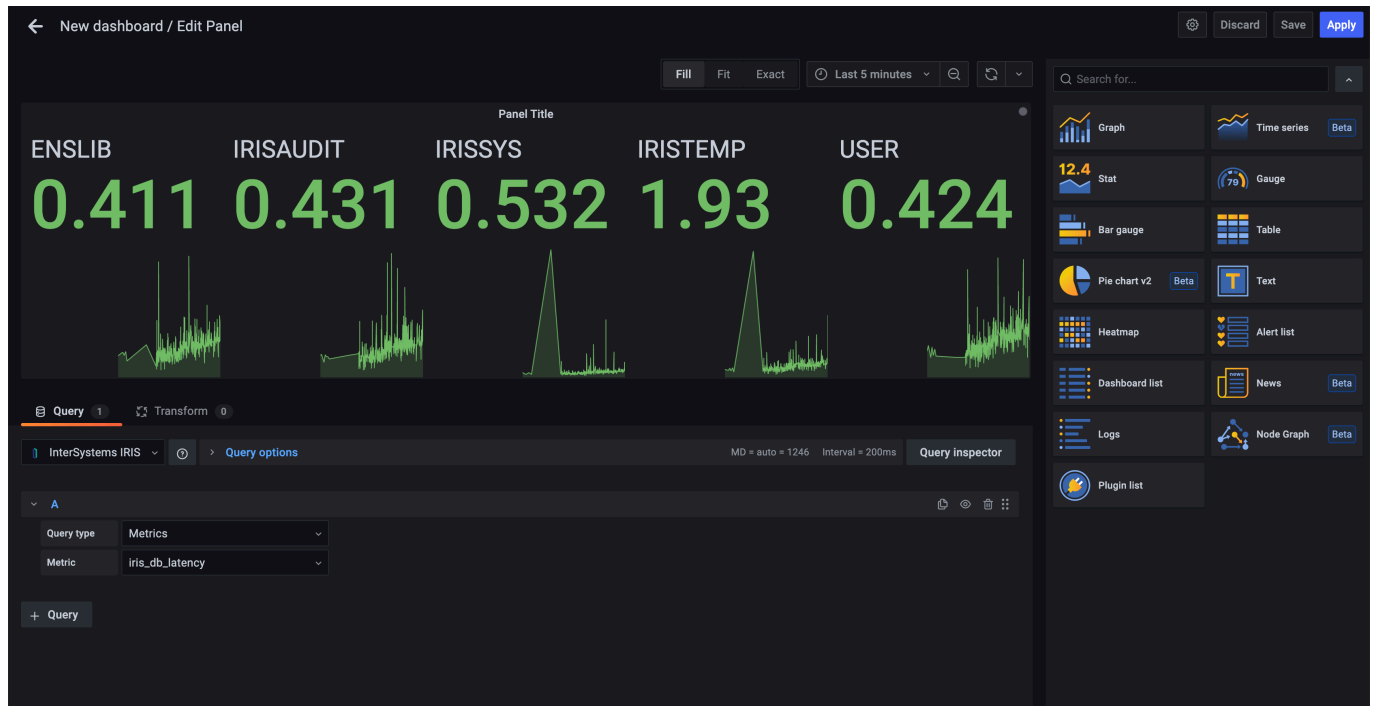 New dashboard / Edit Panel
Discard Save Apply
Fill Fit Exact Last 5 minutes
Search for...
Panel Title
ENSLIB IRISAUDIT IRISSYS IRISTEMP USER
0.411 0.431 0.532 1.93 0.424
Query 1 Transform 0
InterSystems IRIS Query options MD = auto = 1246 Interval = 200ms Query inspector
A
Query type Metrics
Metric iris_db_latency
+ Query
Graph
Time series Beta
12.4 Stat
79 Gauge
Bar gauge
Table
Pie chart v2 Beta
T Text
Heatmap
Alert list
Dashboard list
news News Beta
Logs
Node Graph Beta
Plugin list